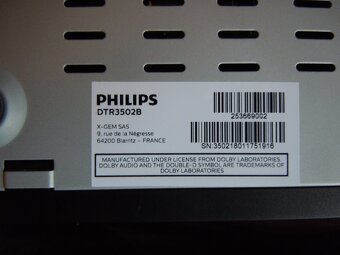 PHILIPS
DTR3502B
253669002
X-GEM SAS
9, rue de la Négresse
64200 Biarritz - FRANCE
SN:350216011751916
MANUFACTURED UNDER LICENSE FROM DOLBY LABORATORIES.
DOLBY AUDIO AND THE DOUBLE-D SYMBOL ARE TRADEMARKS
OF DOLBY LABORATORIES.